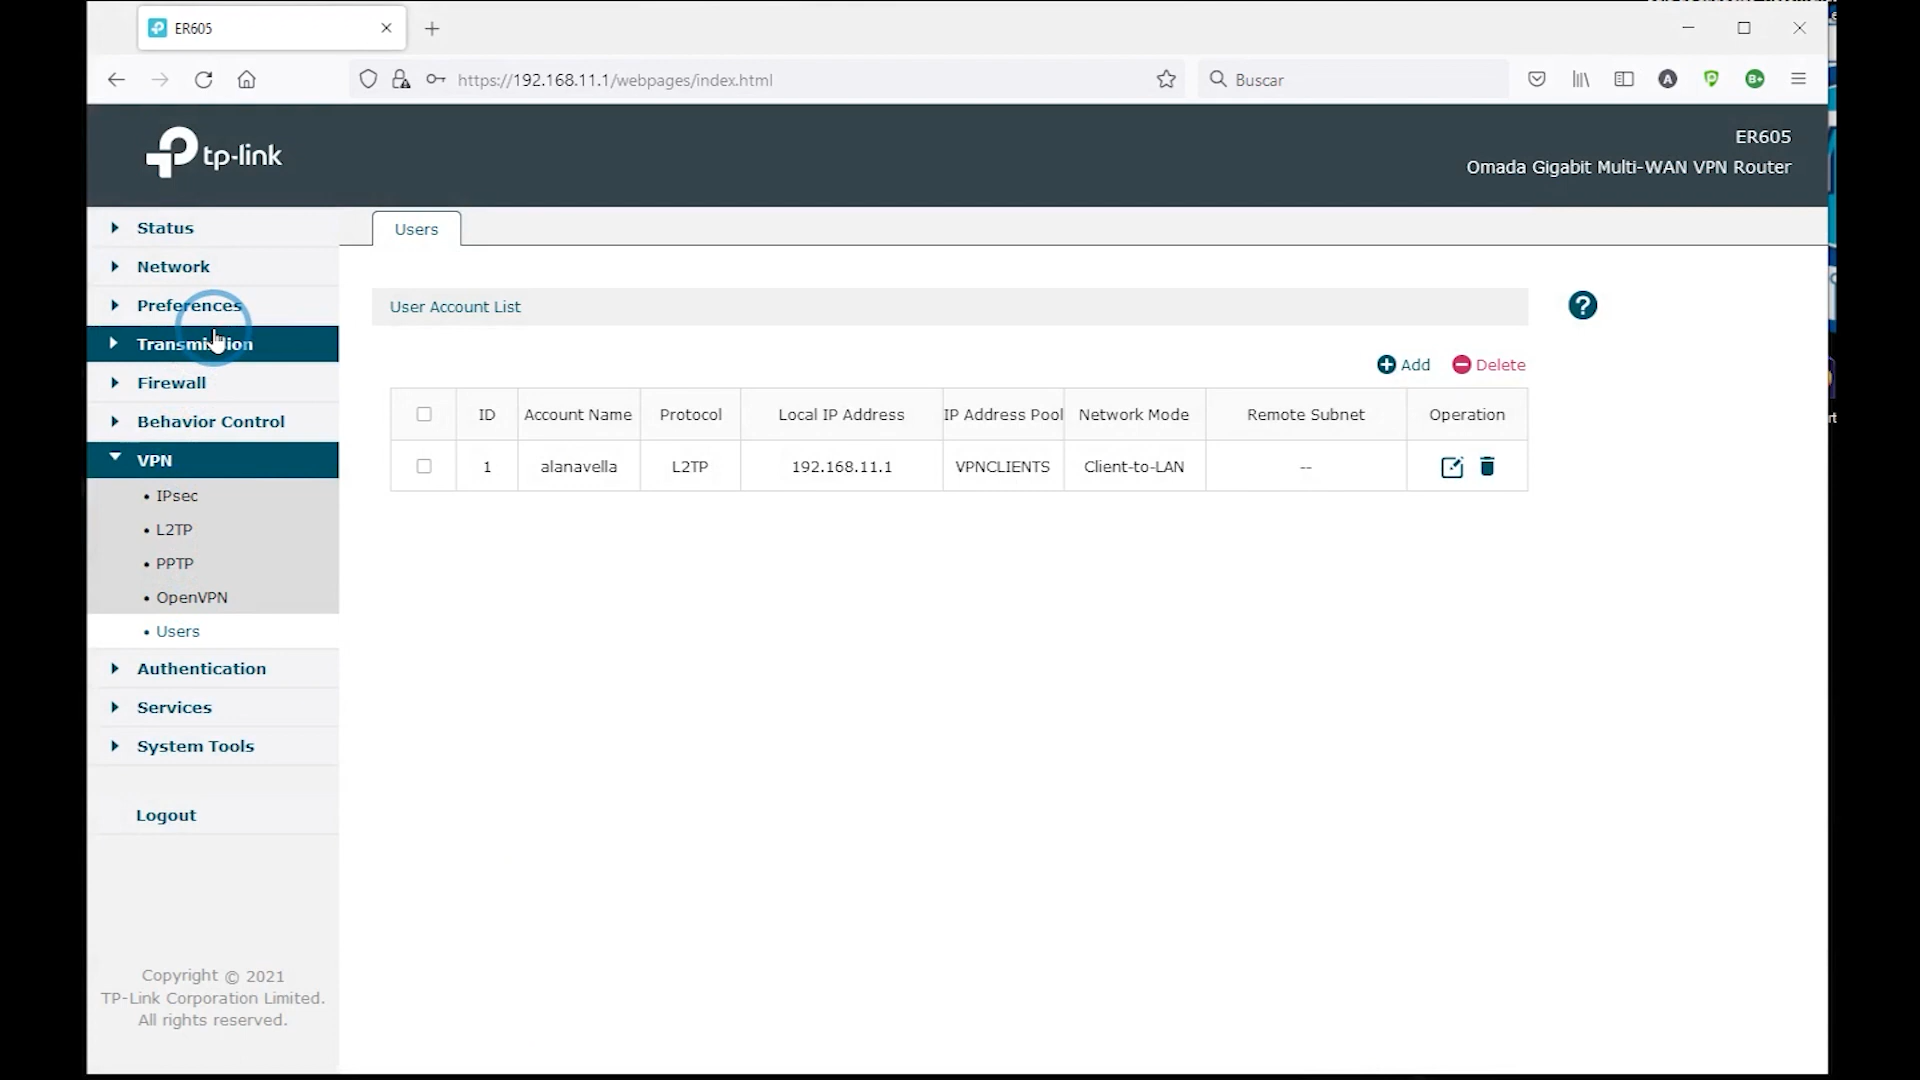 ER605
https://192.168.11.1/webpages/index.html
Buscar
tp-link
ER605
Omada Gigabit Multi-WAN VPN Router
Status
Network
Preferences
Transmission
Firewall
Behavior Control
VPN
• IPsec
• L2TP
• PPTP
• OpenVPN
• Users
Authentication
Services
System Tools
Logout
Copyright © 2021
TP-Link Corporation Limited.
All rights reserved.
Users
User Account List
Add Delete
ID Account Name Protocol Local IP Address IP Address Pool Network Mode Remote Subnet Operation
1 alanavella L2TP 192.168.11.1 VPNCLIENTS Client-to-LAN --